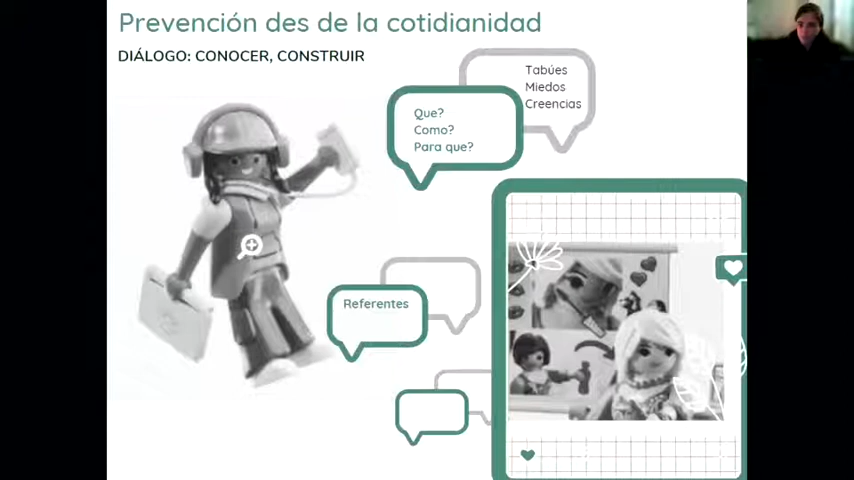 Prevención des de la cotidianidad
DIÁLOGO: CONOCER, CONSTRUIR
Tabúes
Miedos
Creencias
Que?
Como?
Para que?
Referentes